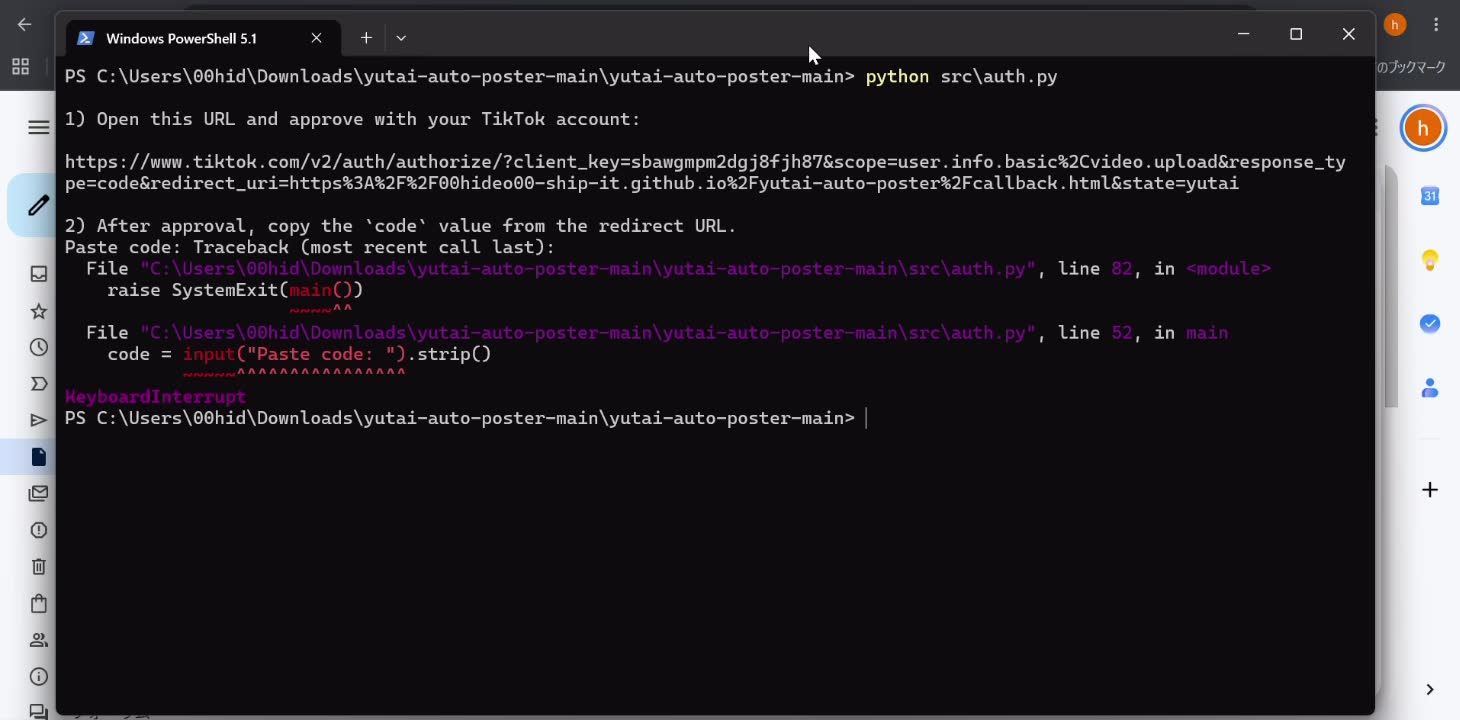 Windows PowerShell 5.1
h
のブックマーク
PS C:\Users\00hid\Downloads\yutai-auto-poster-main\yutai-auto-poster-main> python src\auth.py
1) Open this URL and approve with your TikTok account:
h
https://www.tiktok.com/v2/auth/authorize/?client_key=sbawgmpm2dgj8fjh87&scope=user.info.basic%2Cvideo.upload&response_ty
pe=code&redirect_uri=https%3A%2F%2F00hideo00-ship-it.github.io%2Fyutai-auto-poster%2Fcallback.html&state=yutai
31
2) After approval, copy the `code` value from the redirect URL.
Paste code: Traceback (most recent call last):
  File "C:\Users\00hid\Downloads\yutai-auto-poster-main\yutai-auto-poster-main\src\auth.py", line 82, in <module>
    raise SystemExit(main())
                     ~~~~^^
  File "C:\Users\00hid\Downloads\yutai-auto-poster-main\yutai-auto-poster-main\src\auth.py", line 52, in main
    code = input("Paste code: ").strip()
           ~~~~~^^^^^^^^^^^^^^^^
KeyboardInterrupt
PS C:\Users\00hid\Downloads\yutai-auto-poster-main\yutai-auto-poster-main>